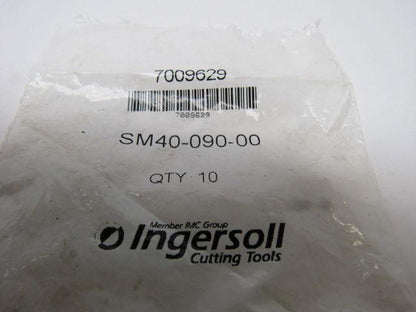 7009629
7009629
SM40-090-00
QTY 10
Member IMC Group
Ingersoll
Cutting Tools